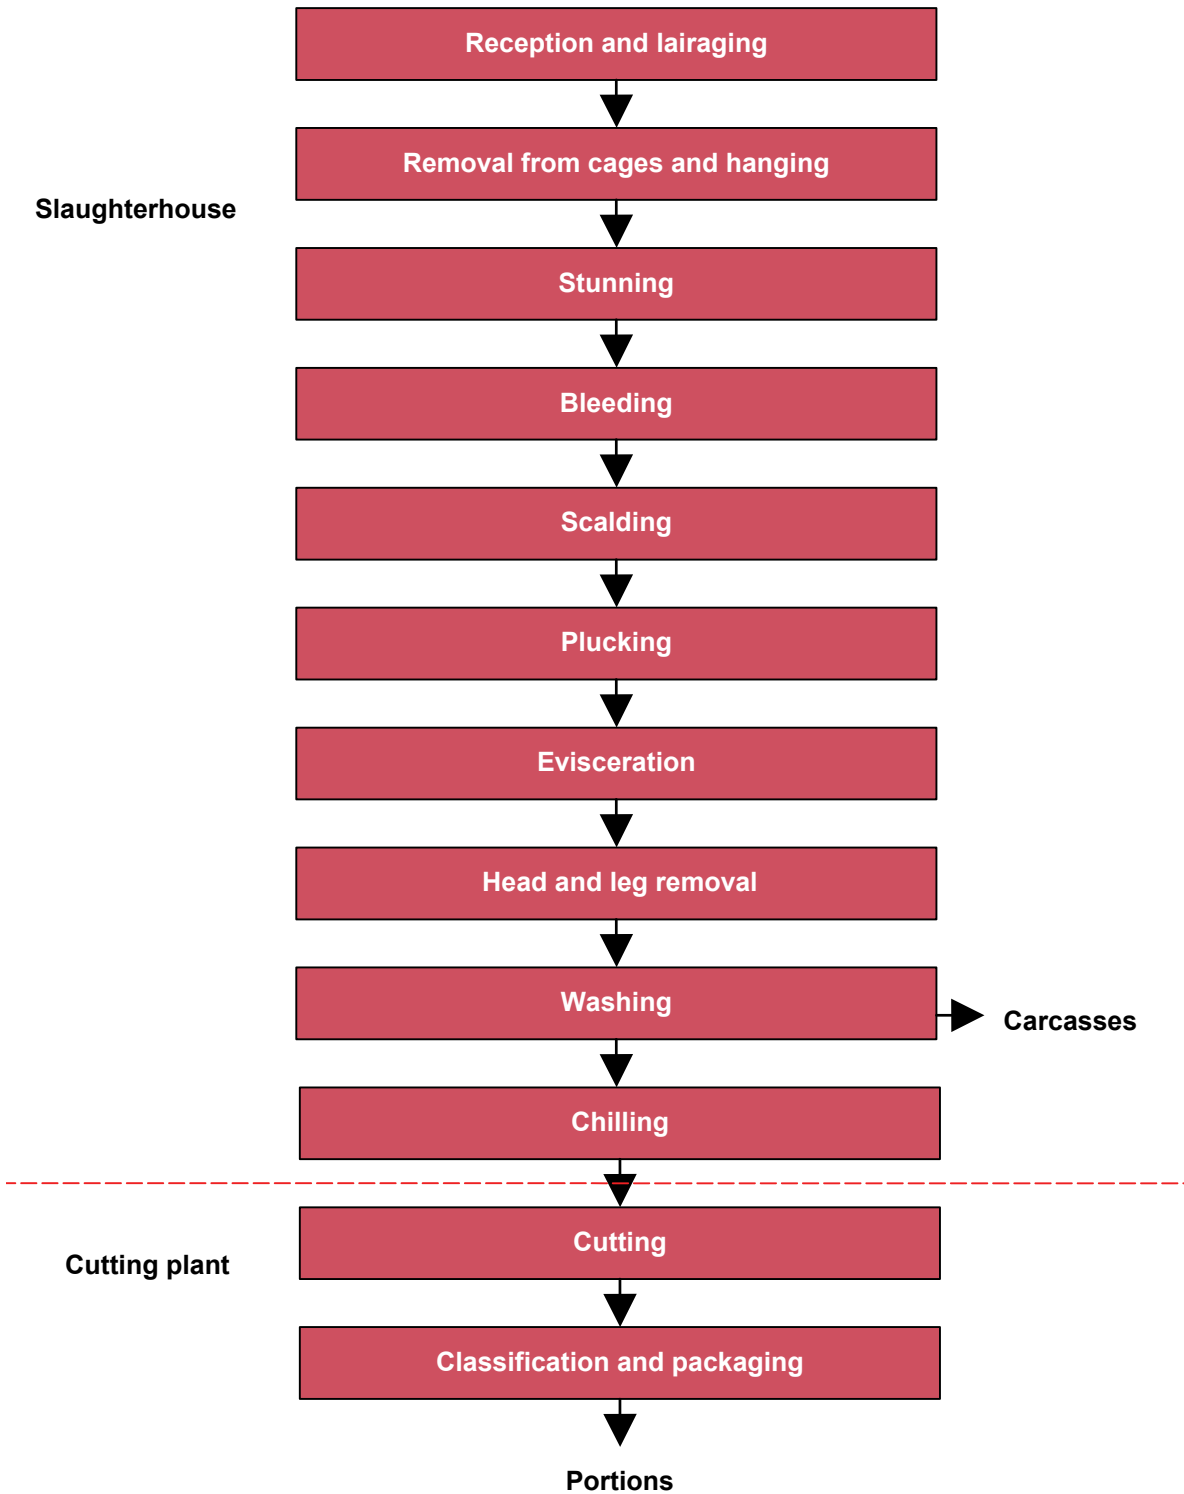 Reception and lairaging
Removal from cages and hanging
Slaughterhouse
Stunning
Bleeding
Scalding
Plucking
Evisceration
Head and leg removal
Washing
Carcasses
Chilling
Cutting
Cutting plant
Classification and packaging
Portions